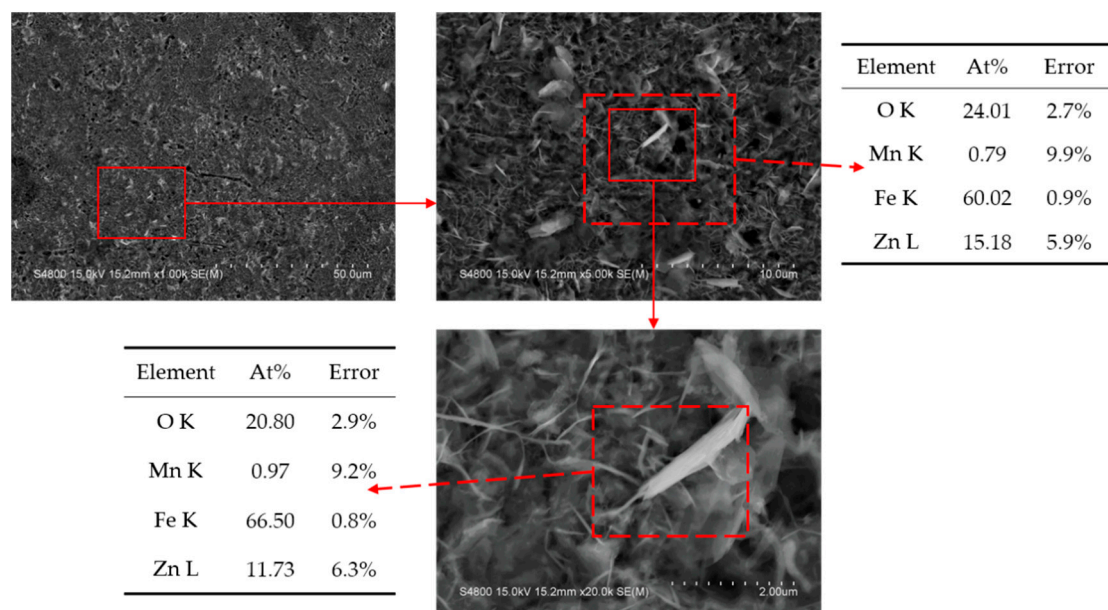 S4800 15.0kV 15.2mm x1.00k SE(M) 50.0um
S4800 15.0kV 15.2mm x5.00k SE(M) 10.0um
Element At% Error
O K 24.01 2.7%
Mn K 0.79 9.9%
Fe K 60.02 0.9%
Zn L 15.18 5.9%
Element At% Error
O K 20.80 2.9%
Mn K 0.97 9.2%
Fe K 66.50 0.8%
Zn L 11.73 6.3%
S4800 15.0kV 15.2mm x20.0k SE(M) 2.00um